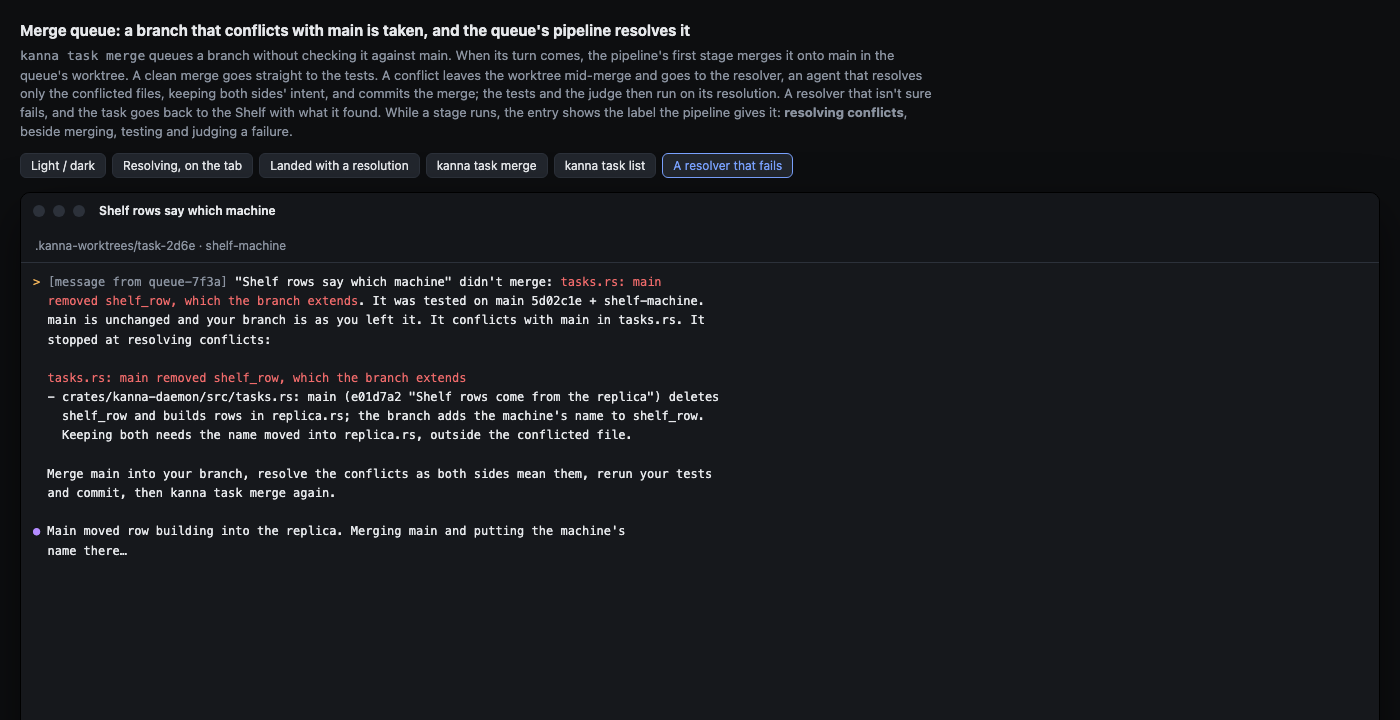 Merge queue: a branch that conflicts with main is taken, and the queue's pipeline resolves it
kanna task merge queues a branch without checking it against main. When its turn comes, the pipeline's first stage merges it onto main in the
queue's worktree. A clean merge goes straight to the tests. A conflict leaves the worktree mid-merge and goes to the resolver, an agent that resolves
only the conflicted files, keeping both sides' intent, and commits the merge; the tests and the judge then run on its resolution. A resolver that isn't sure
fails, and the task goes back to the Shelf with what it found. While a stage runs, the entry shows the label the pipeline gives it: resolving conflicts,
beside merging, testing and judging a failure.
Light / dark
Resolving, on the tab
Landed with a resolution
kanna task merge
kanna task list
A resolver that fails
Shelf rows say which machine
.kanna-worktrees/task-2d6e · shelf-machine
> [message from queue-7f3a] "Shelf rows say which machine" didn't merge: tasks.rs: main
removed shelf_row, which the branch extends. It was tested on main 5d02c1e + shelf-machine.
main is unchanged and your branch is as you left it. It conflicts with main in tasks.rs. It
stopped at resolving conflicts:
tasks.rs: main removed shelf_row, which the branch extends
– crates/kanna-daemon/src/tasks.rs: main (e01d7a2 "Shelf rows come from the replica") deletes
shelf_row and builds rows in replica.rs; the branch adds the machine's name to shelf_row.
Keeping both needs the name moved into replica.rs, outside the conflicted file.
Merge main into your branch, resolve the conflicts as both sides mean them, rerun your tests
and commit, then kanna task merge again.
● Main moved row building into the replica. Merging main and putting the machine's
name there…